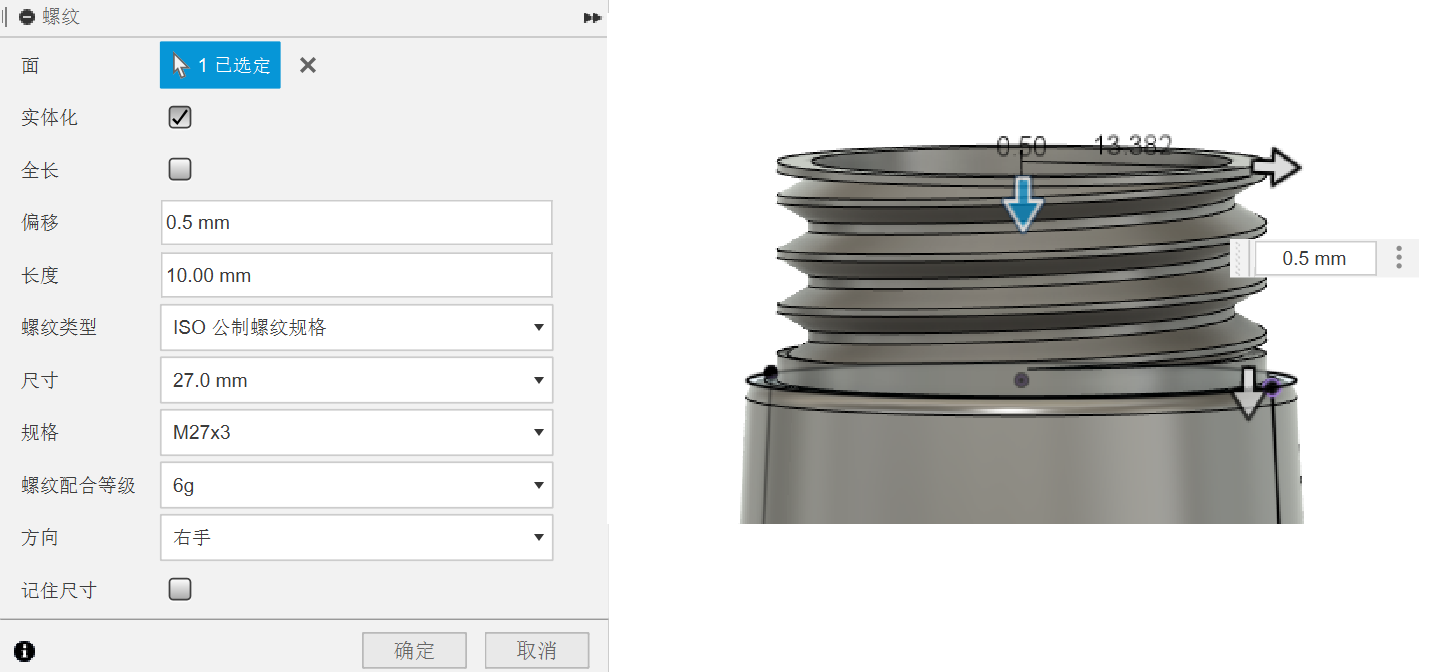 螺纹
面 1 已选定
实体化
全长
偏移 0.5 mm
长度 10.00 mm
螺纹类型 ISO 公制螺纹规格
尺寸 27.0 mm
规格 M27x3
螺纹配合等级 6g
方向 右手
记住尺寸
确定 取消
0.50 13.382
0.5 mm